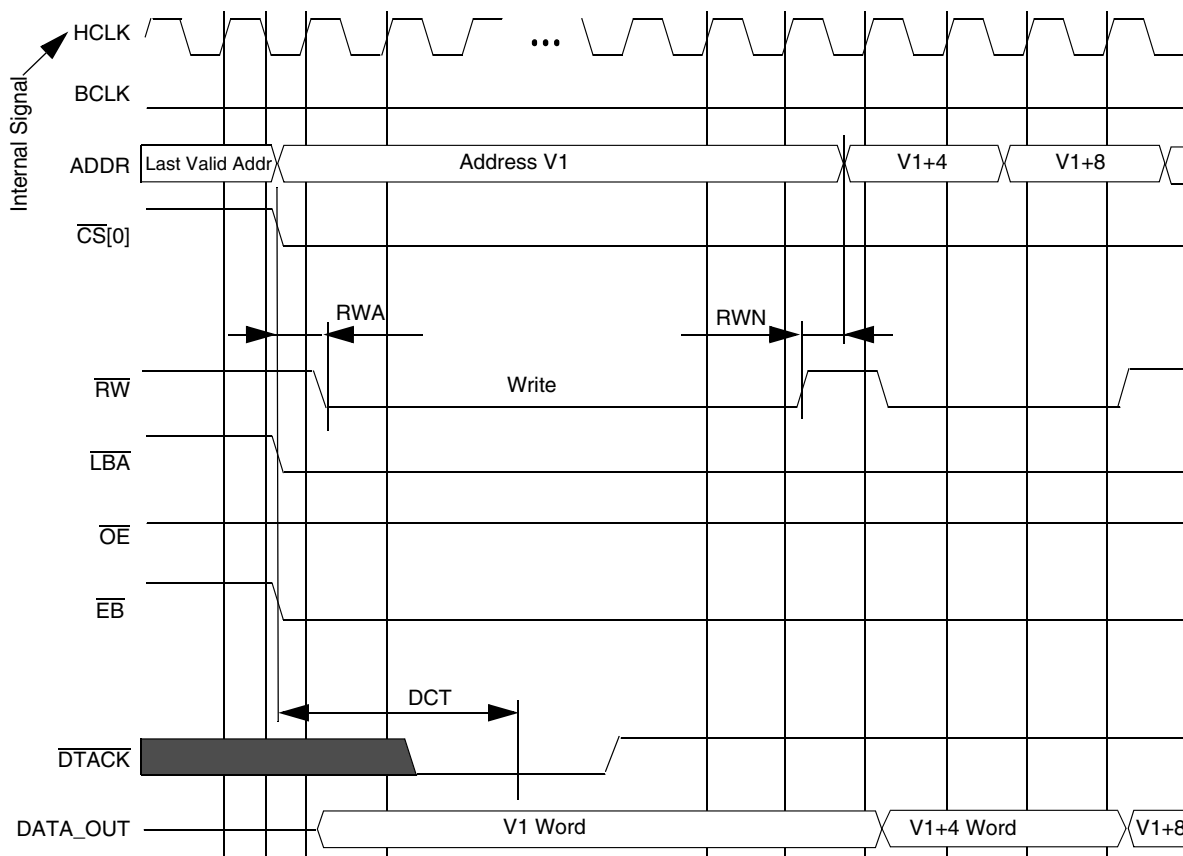 HCLK
...
Internal Signal
BCLK
ADDR Last Valid Addr Address V1 V1+4 V1+8
CS[0]
RWA
RWN
RW Write
LBA
OE
EB
DCT
DTACK
DATA_OUT V1 Word V1+4 Word V1+8